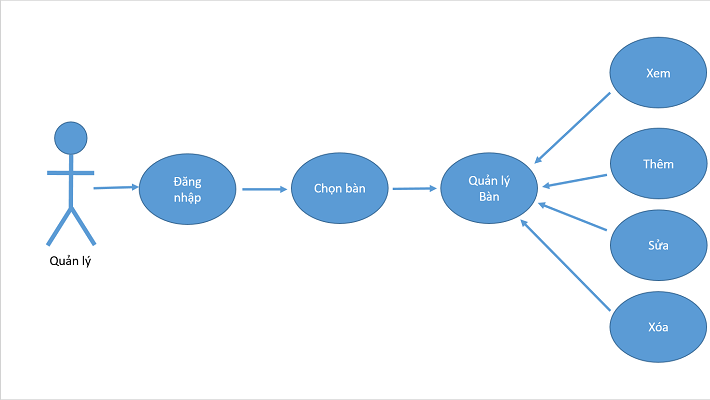 Quản lý
Đăng
nhập
Chọn bàn
Quản lý
Bàn
Xem
Thêm
Sửa
Xóa